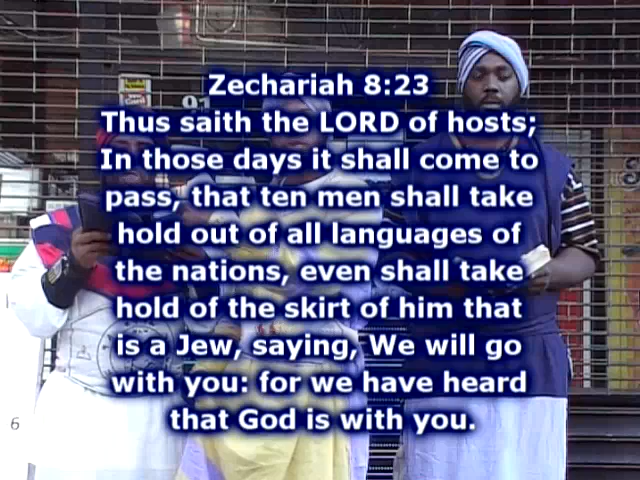 Zechariah 8:23
Thus saith the LORD of hosts;
In those days it shall come to
pass, that ten men shall take
hold out of all languages of
the nations, even shall take
hold of the skirt of him that
is a Jew, saying, We will go
with you: for we have heard
that God is with you.
91
6